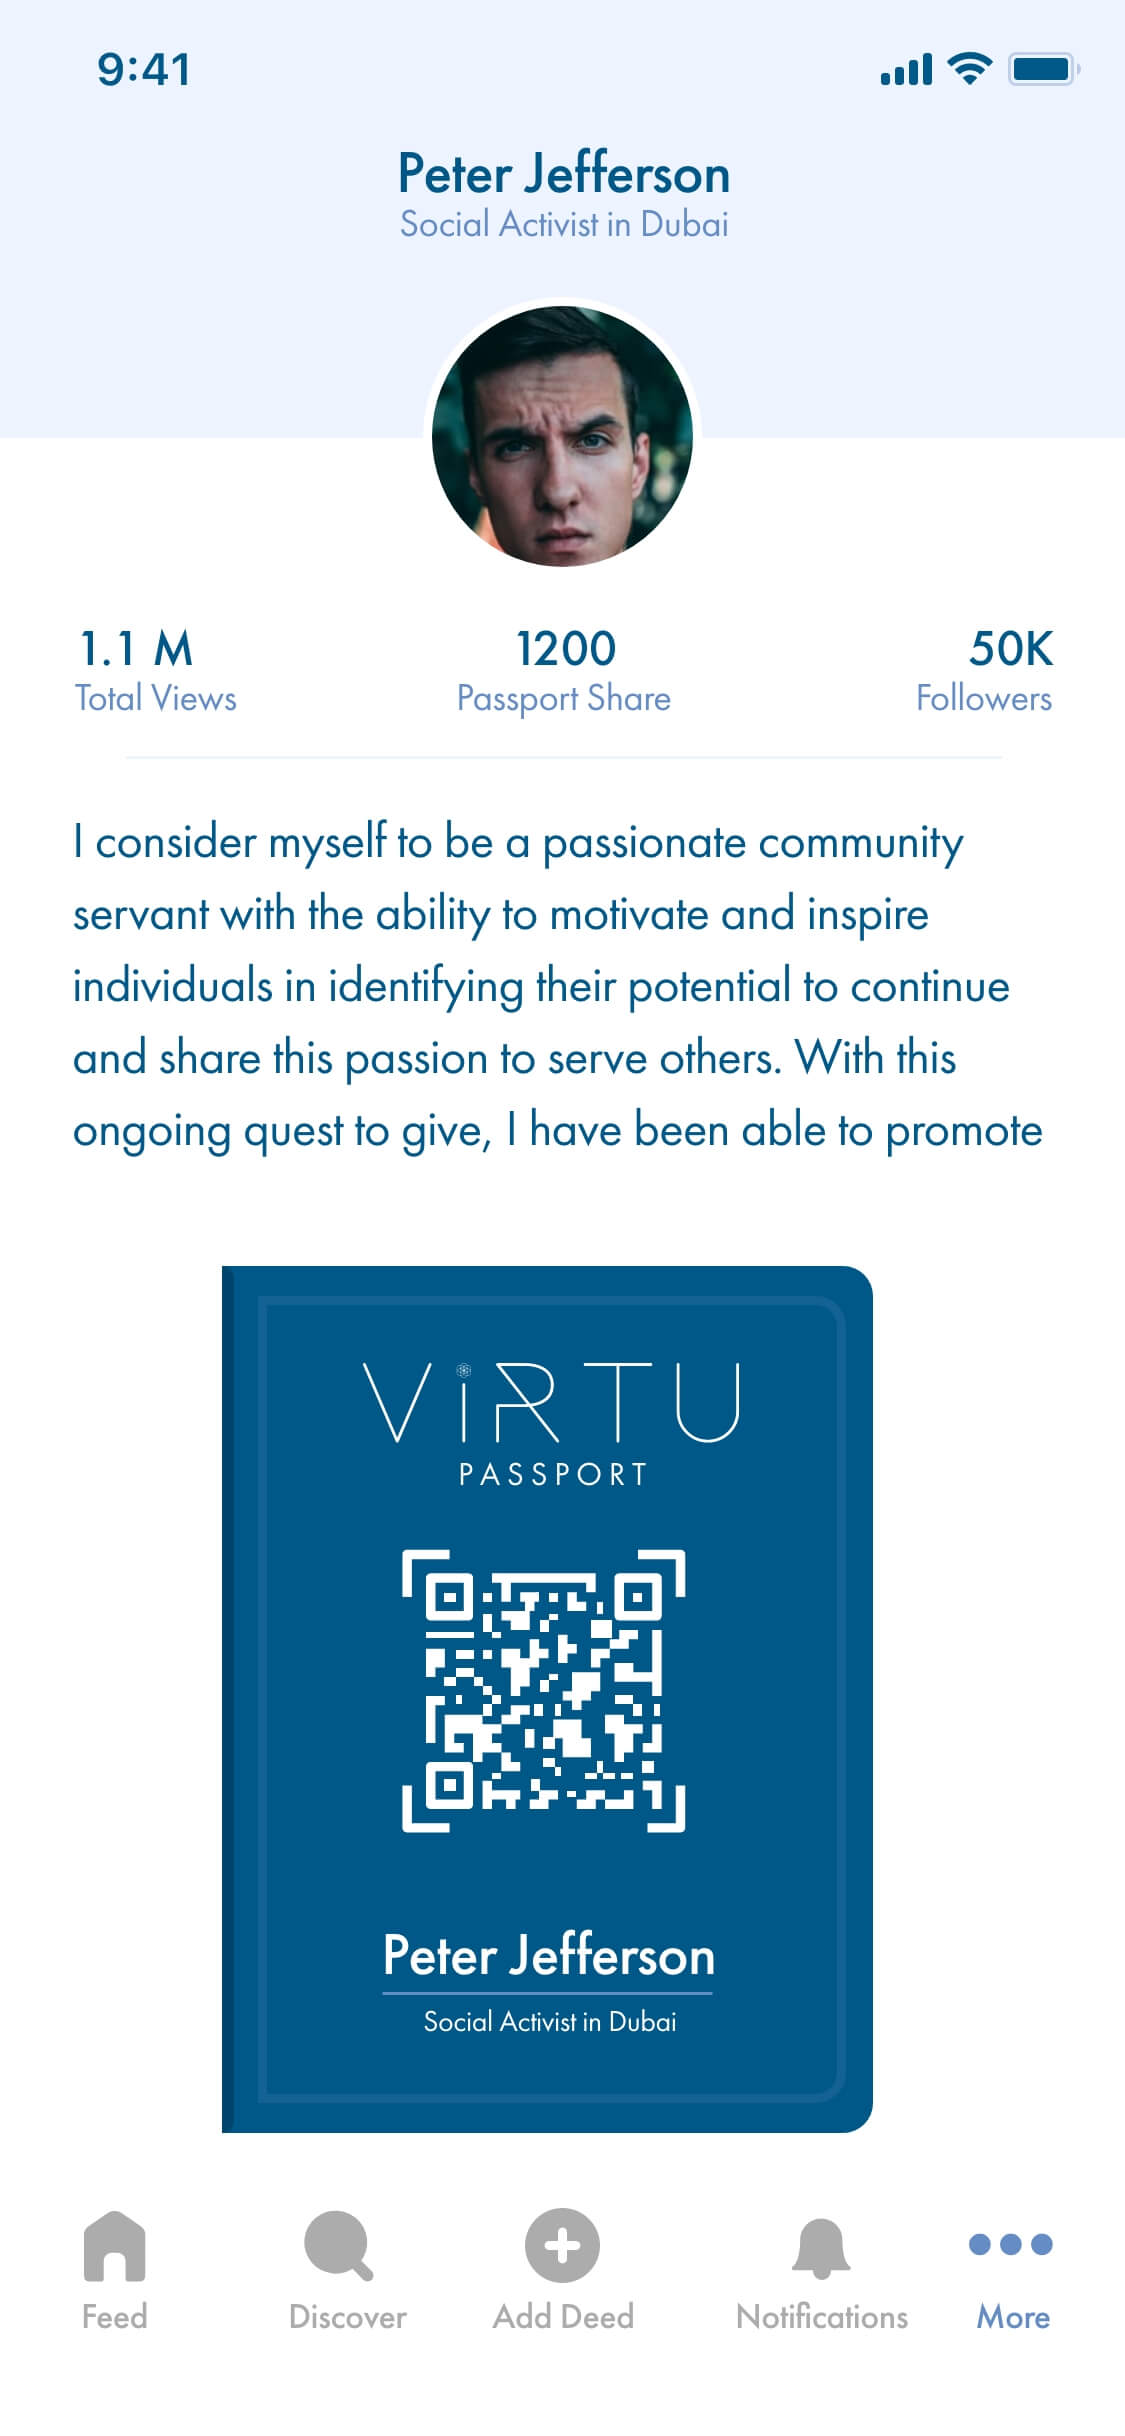 9:41
Peter Jefferson
Social Activist in Dubai
1.1 M
1200
50K
Total Views
Passport Share
Followers
I consider myself to be a passionate community
servant with the ability to motivate and inspire
individuals in identifying their potential to continue
and share this passion to serve others. With this
ongoing quest to give, I have been able to promote
ViRTU
PASSPORT
Peter Jefferson
Social Activist in Dubai
Feed
Discover
Add Deed
Notifications
More